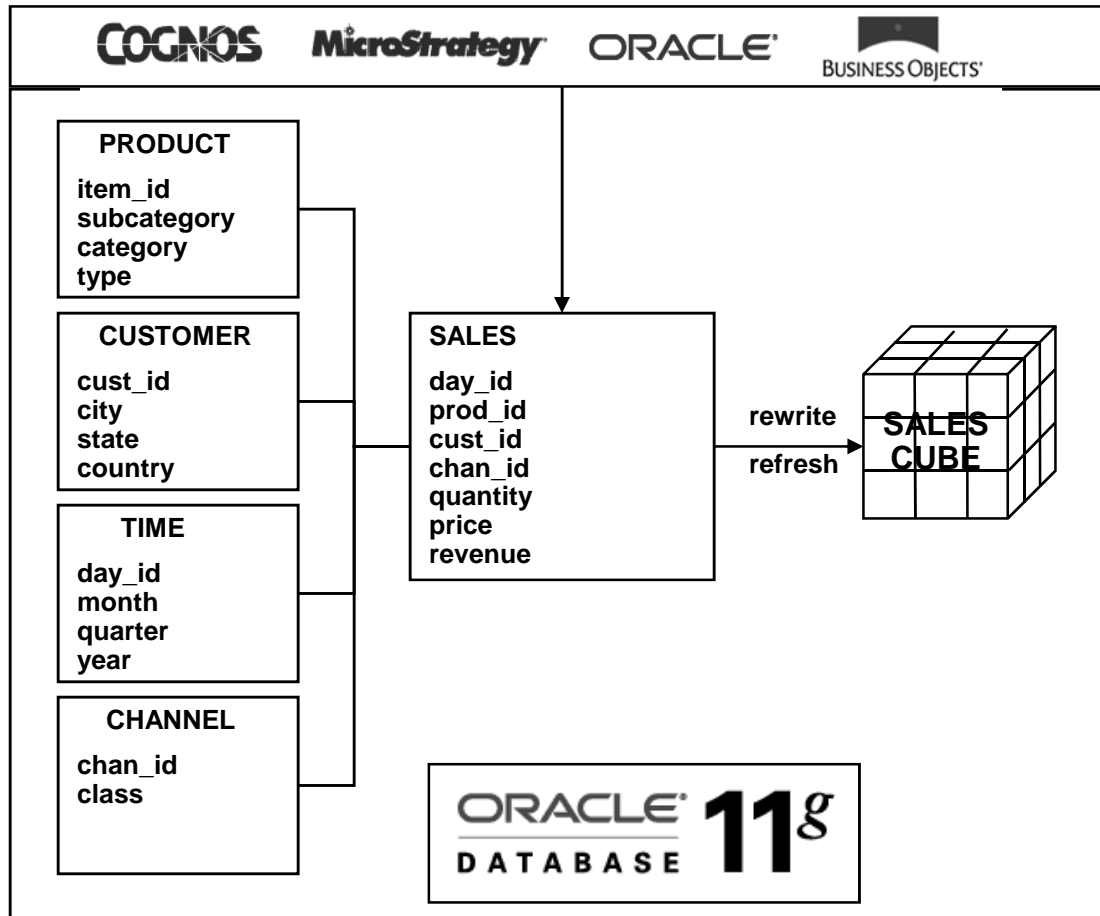 COGNOS MicroStrategy ORACLE BUSINESS OBJECTS
PRODUCT
item_id
subcategory
category
type
CUSTOMER
cust_id
city
state
country
TIME
day_id
month
quarter
year
CHANNEL
chan_id
class
SALES
day_id
prod_id
cust_id
chan_id
quantity
price
revenue
rewrite
refresh
SALES
CUBE
ORACLE
DATABASE
11g